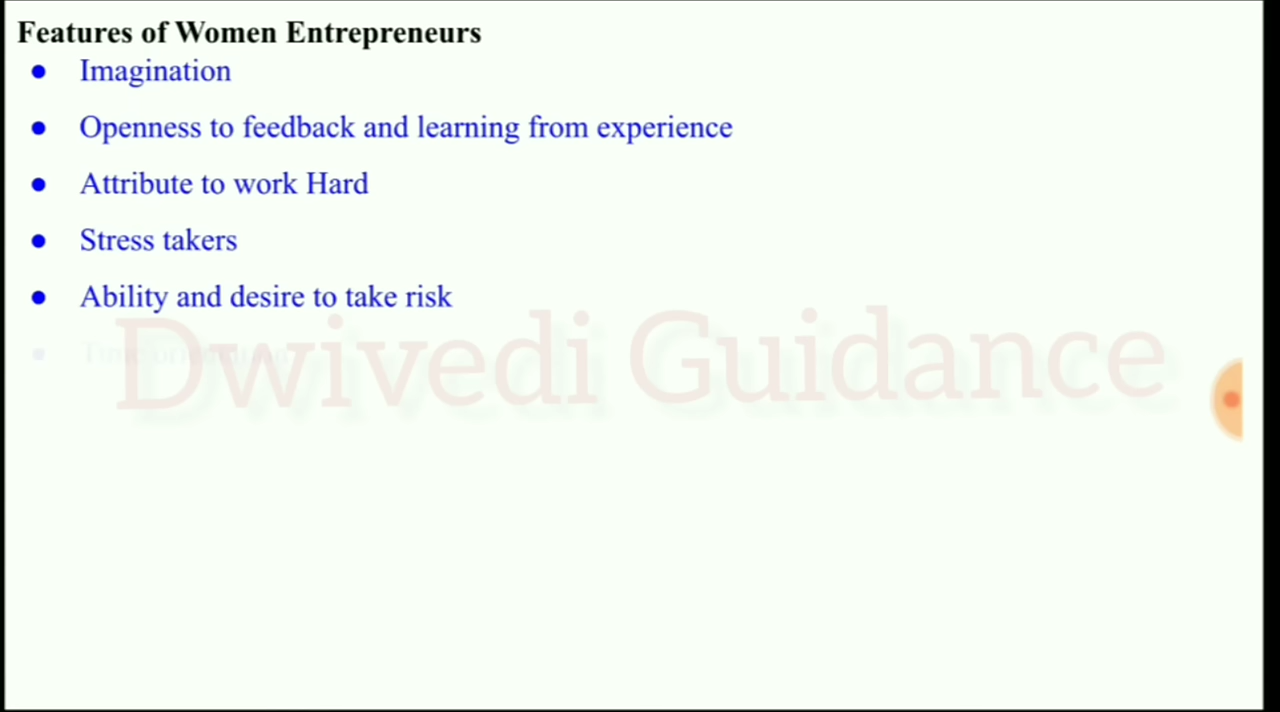 Features of Women Entrepreneurs
● Imagination
● Openness to feedback and learning from experience
● Attribute to work Hard
● Stress takers
● Ability and desire to take risk
● Time
Dwivedi Guidance